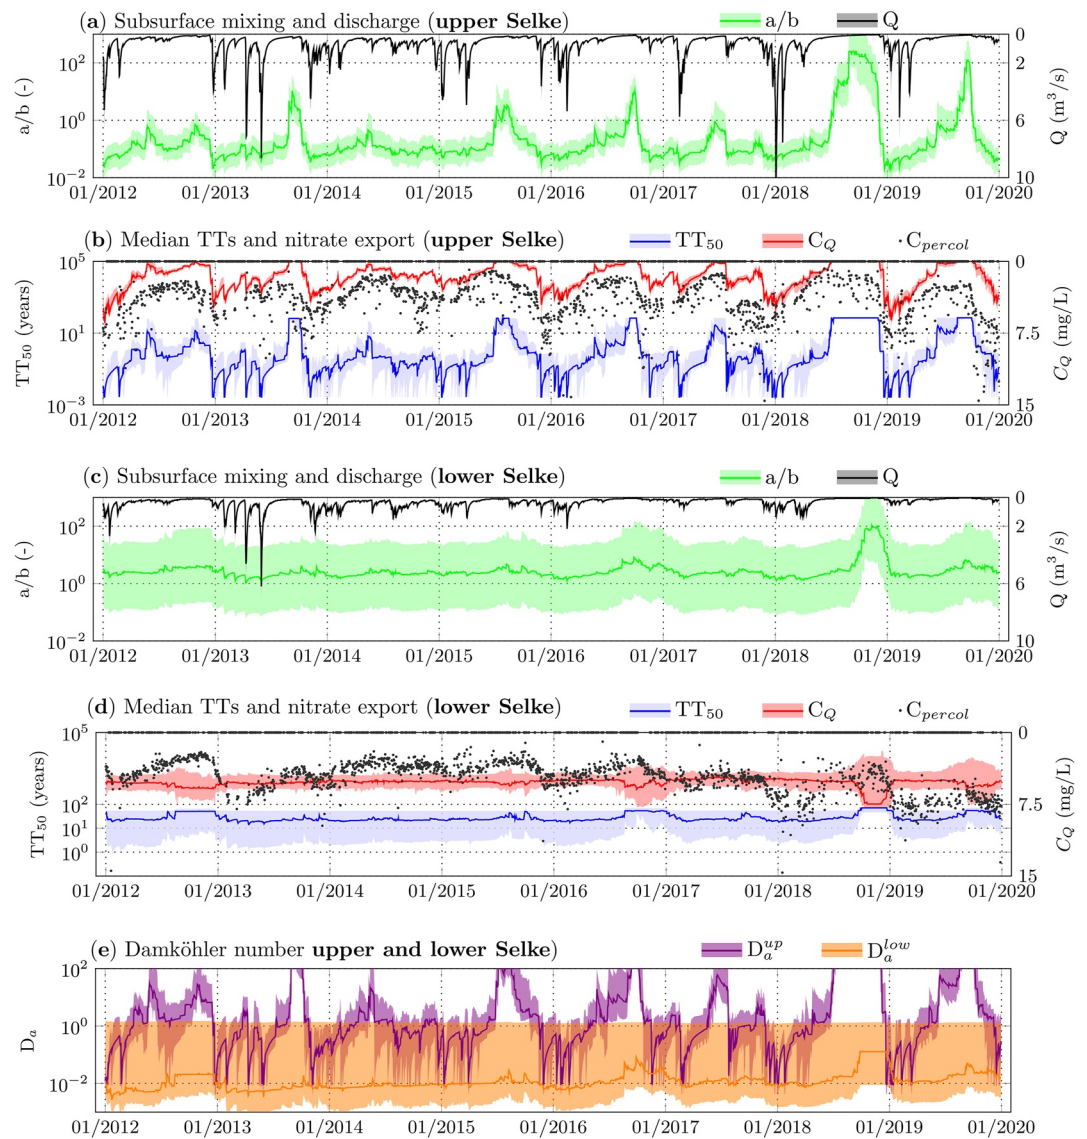 (a) Subsurface mixing and discharge (upper Selke) a/b Q
10² 0
10⁰ 2
10⁻² 6
10
a/b (-)
Q (m³/s)
01/2012 01/2013 01/2014 01/2015 01/2016 01/2017 01/2018 01/2019 01/2020
(b) Median TTs and nitrate export (upper Selke) TT₅₀ C_Q C_percol
10⁵ 0
10¹ 7.5
10⁻³ 15
TT₅₀ (years)
C_Q (mg/L)
01/2012 01/2013 01/2014 01/2015 01/2016 01/2017 01/2018 01/2019 01/2020
(c) Subsurface mixing and discharge (lower Selke) a/b Q
10² 0
10⁰ 2
10⁻² 6
10
a/b (-)
Q (m³/s)
01/2012 01/2013 01/2014 01/2015 01/2016 01/2017 01/2018 01/2019 01/2020
(d) Median TTs and nitrate export (lower Selke) TT₅₀ C_Q C_percol
10⁵ 0
10² 7.5
10¹
10⁰ 15
TT₅₀ (years)
C_Q (mg/L)
01/2012 01/2013 01/2014 01/2015 01/2016 01/2017 01/2018 01/2019 01/2020
(e) Damköhler number upper and lower Selke) D_a^up D_a^low
10²
10⁰
10⁻²
D_a
01/2012 01/2013 01/2014 01/2015 01/2016 01/2017 01/2018 01/2019 01/2020